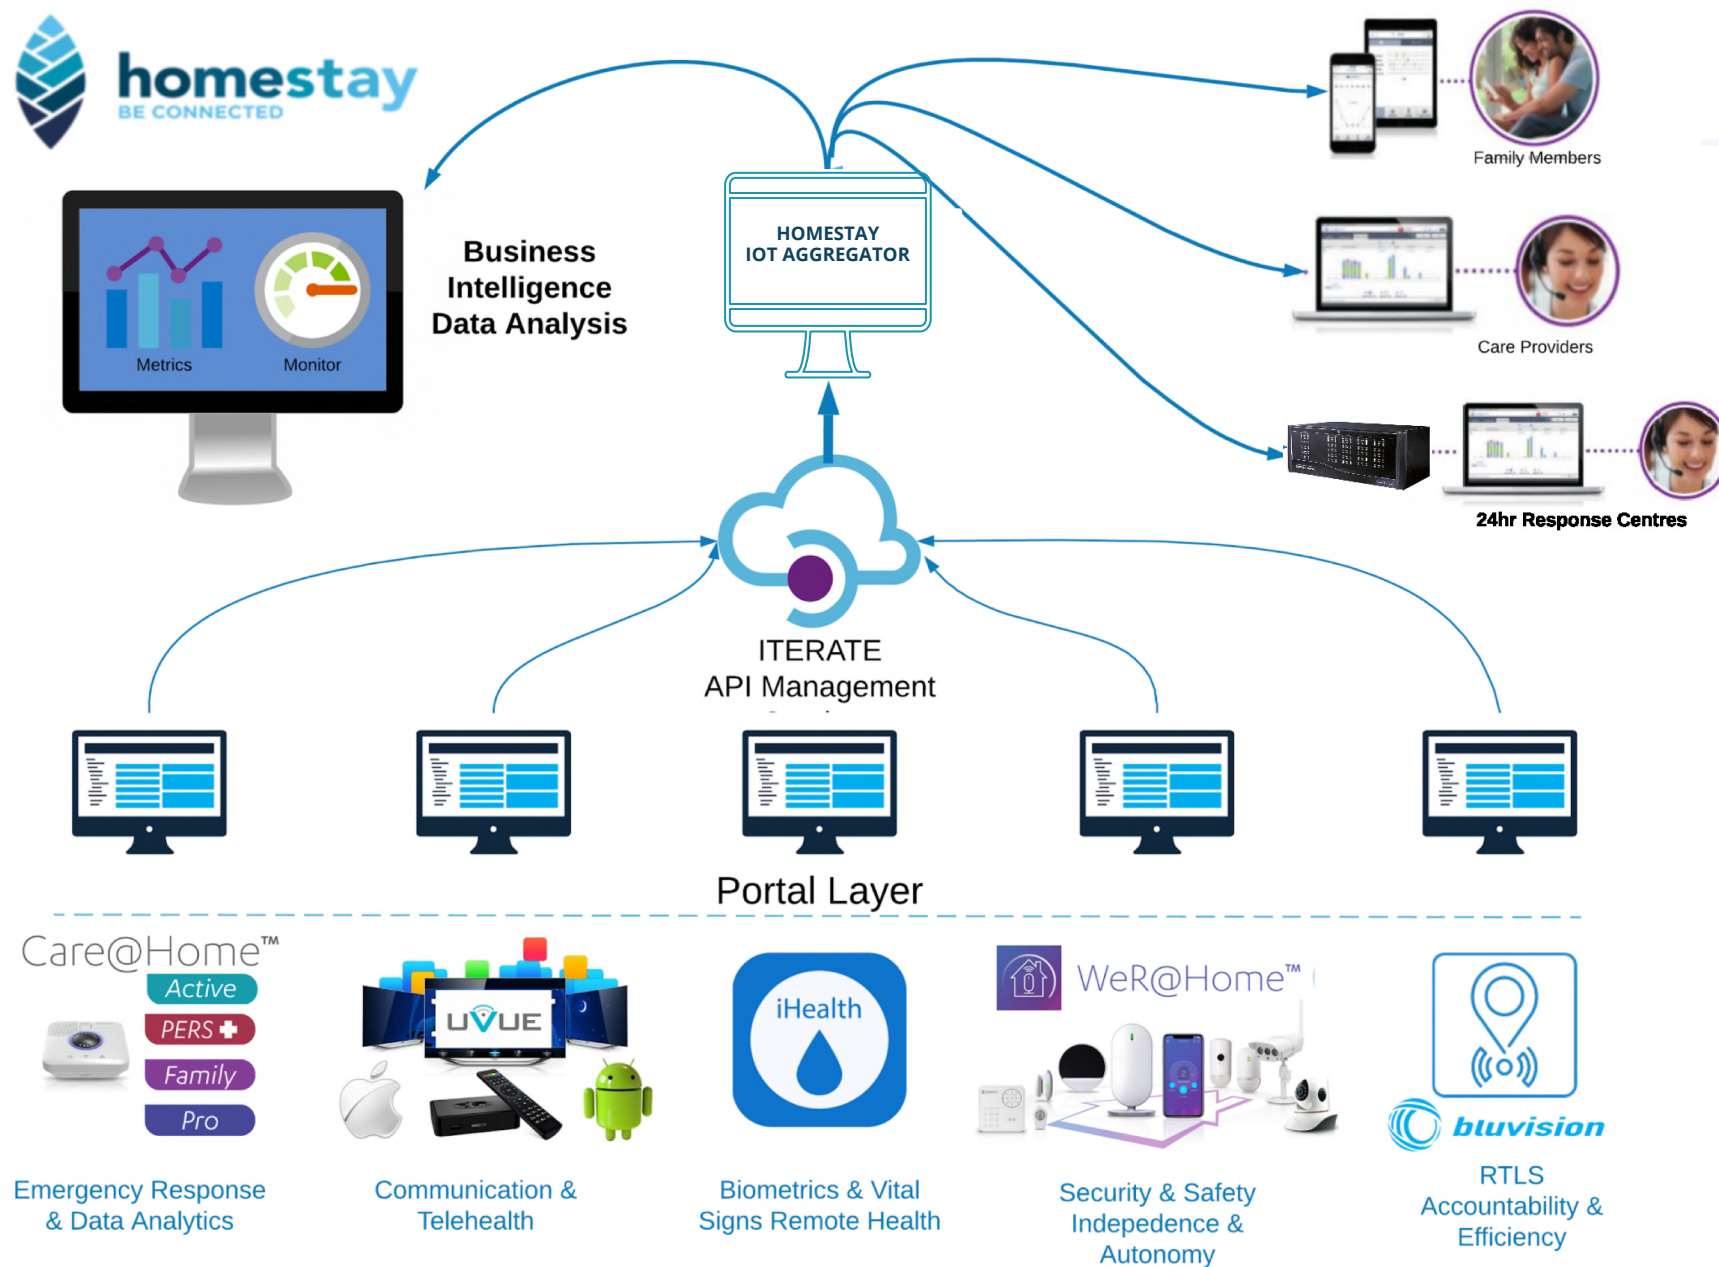 homestay
BE CONNECTED
Family Members
HOMESTAY
IOT AGGREGATOR
Business
Intelligence
Data Analysis
Metrics
Monitor
Care Providers
24hr Response Centres
ITERATE
API Management
Portal Layer
Care@Home™
Active
PERS
Family
Pro
UVUE
iHealth
WeR@Home™
bluvision
Emergency Response
& Data Analytics
Communication &
Telehealth
Biometrics & Vital
Signs Remote Health
Security & Safety
Indepedence &
Autonomy
RTLS
Accountability &
Efficiency